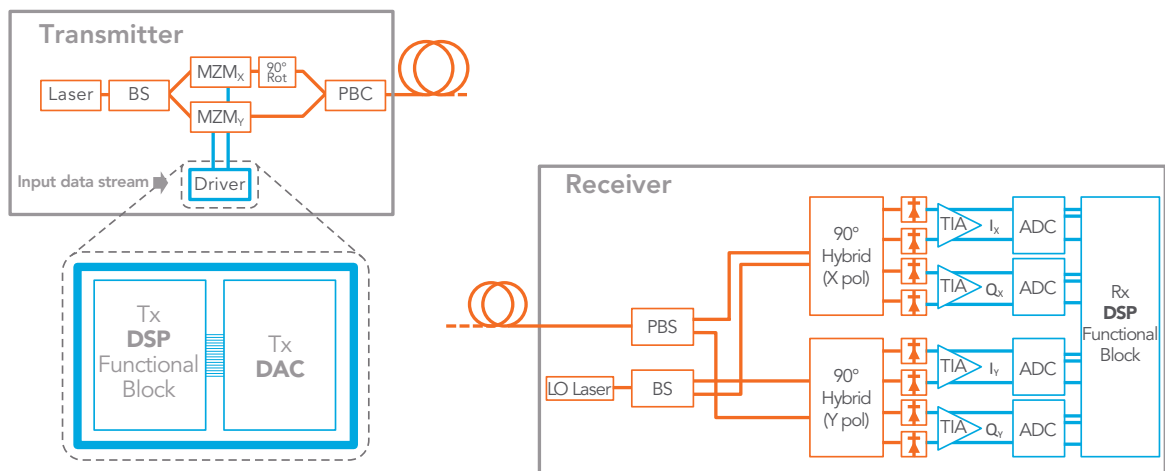 Transmitter
Laser
BS
MZMX
90°
Rot
MZMY
PBC
Input data stream
Driver
Tx
DSP
Functional
Block
Tx
DAC
Receiver
PBS
LO Laser
BS
90°
Hybrid
(X pol)
TIA
IX
ADC
TIA
QX
ADC
90°
Hybrid
(Y pol)
TIA
IY
ADC
TIA
QY
ADC
Rx
DSP
Functional
Block